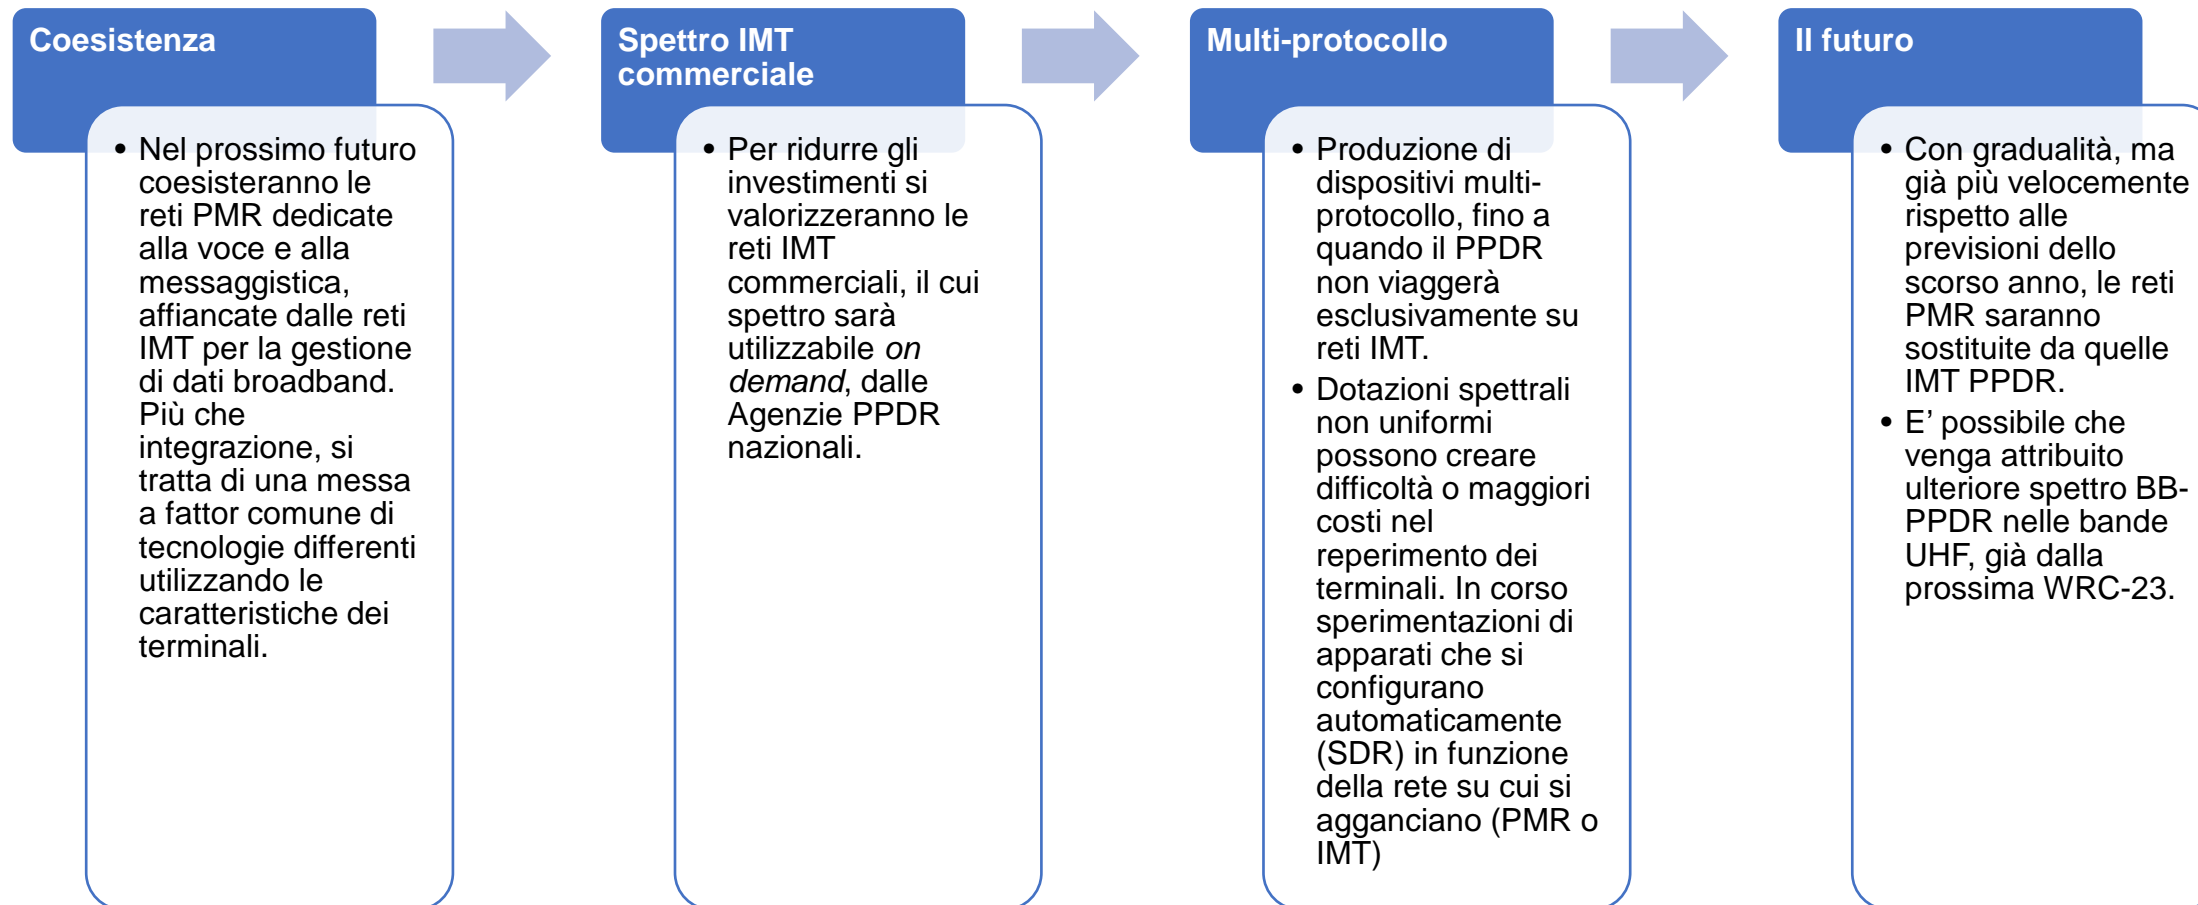 Coesistenza
• Nel prossimo futuro
coesisteranno le
reti PMR dedicate
alla voce e alla
messaggistica,
affiancate dalle reti
IMT per la gestione
di dati broadband.
Più che
integrazione, si
tratta di una messa
a fattor comune di
tecnologie differenti
utilizzando le
caratteristiche dei
terminali.
Spettro IMT
commerciale
• Per ridurre gli
investimenti si
valorizzeranno le
reti IMT
commerciali, il cui
spettro sarà
utilizzabile on
demand, dalle
Agenzie PPDR
nazionali.
Multi-protocollo
• Produzione di
dispositivi multi-
protocollo, fino a
quando il PPDR
non viaggerà
esclusivamente su
reti IMT.
• Dotazioni spettrali
non uniformi
possono creare
difficoltà o maggiori
costi nel
reperimento dei
terminali. In corso
sperimentazioni di
apparati che si
configurano
automaticamente
(SDR) in funzione
della rete su cui si
agganciano (PMR o
IMT)
Il futuro
• Con gradualità, ma
già più velocemente
rispetto alle
previsioni dello
scorso anno, le reti
PMR saranno
sostituite da quelle
IMT PPDR.
• E’ possibile che
venga attribuito
ulteriore spettro BB-
PPDR nelle bande
UHF, già dalla
prossima WRC-23.